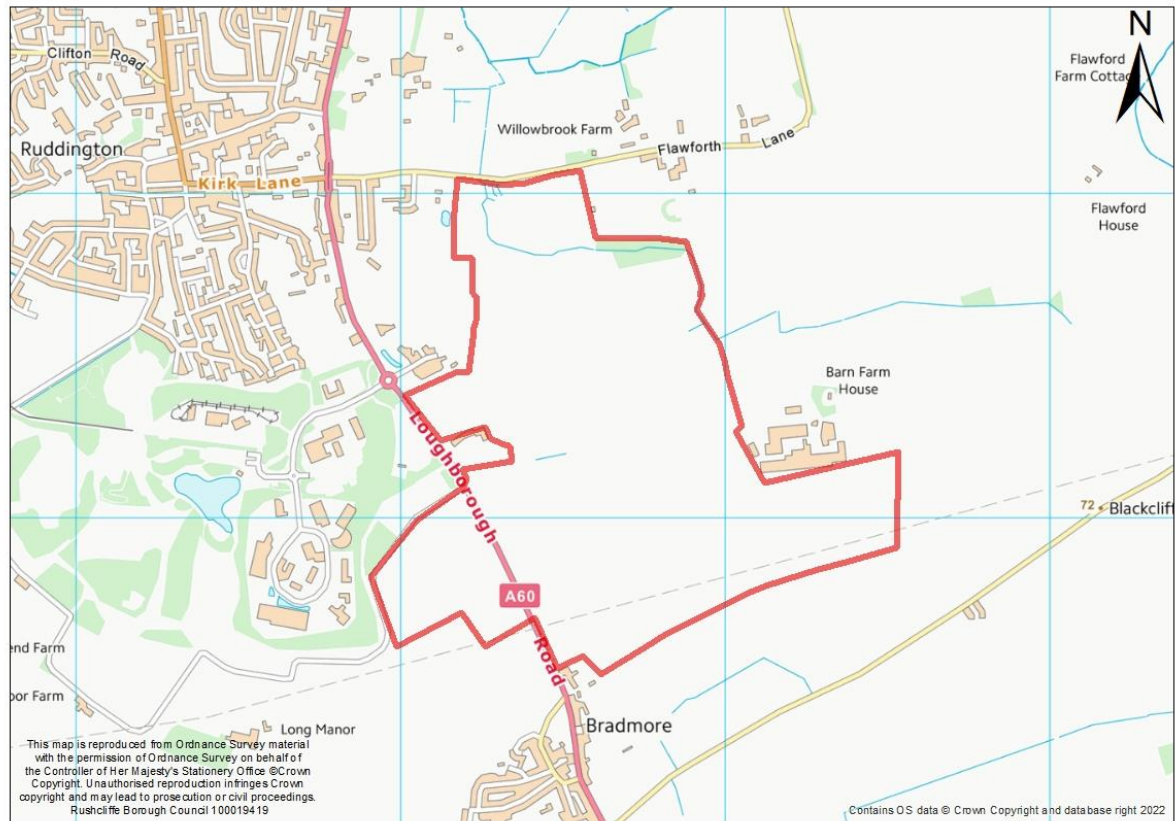 N
Clifton Road
Flawford
Farm Cottag
Willowbrook Farm
Ruddington
Flawforth Lane
Kirk Lane
Flawford
House
Barn Farm
House
Loughborough Road
72
Blackclift
A60
end Farm
oor Farm
Long Manor
Bradmore
This map is reproduced from Ordnance Survey material
with the permission of Ordnance Survey on behalf of
the Controller of Her Majesty's Stationery Office ©Crown
Copyright. Unauthorised reproduction infringes Crown
copyright and may lead to prosecution or civil proceedings.
Rushcliffe Borough Council 100019419
Contains OS data © Crown Copyright and database right 2022